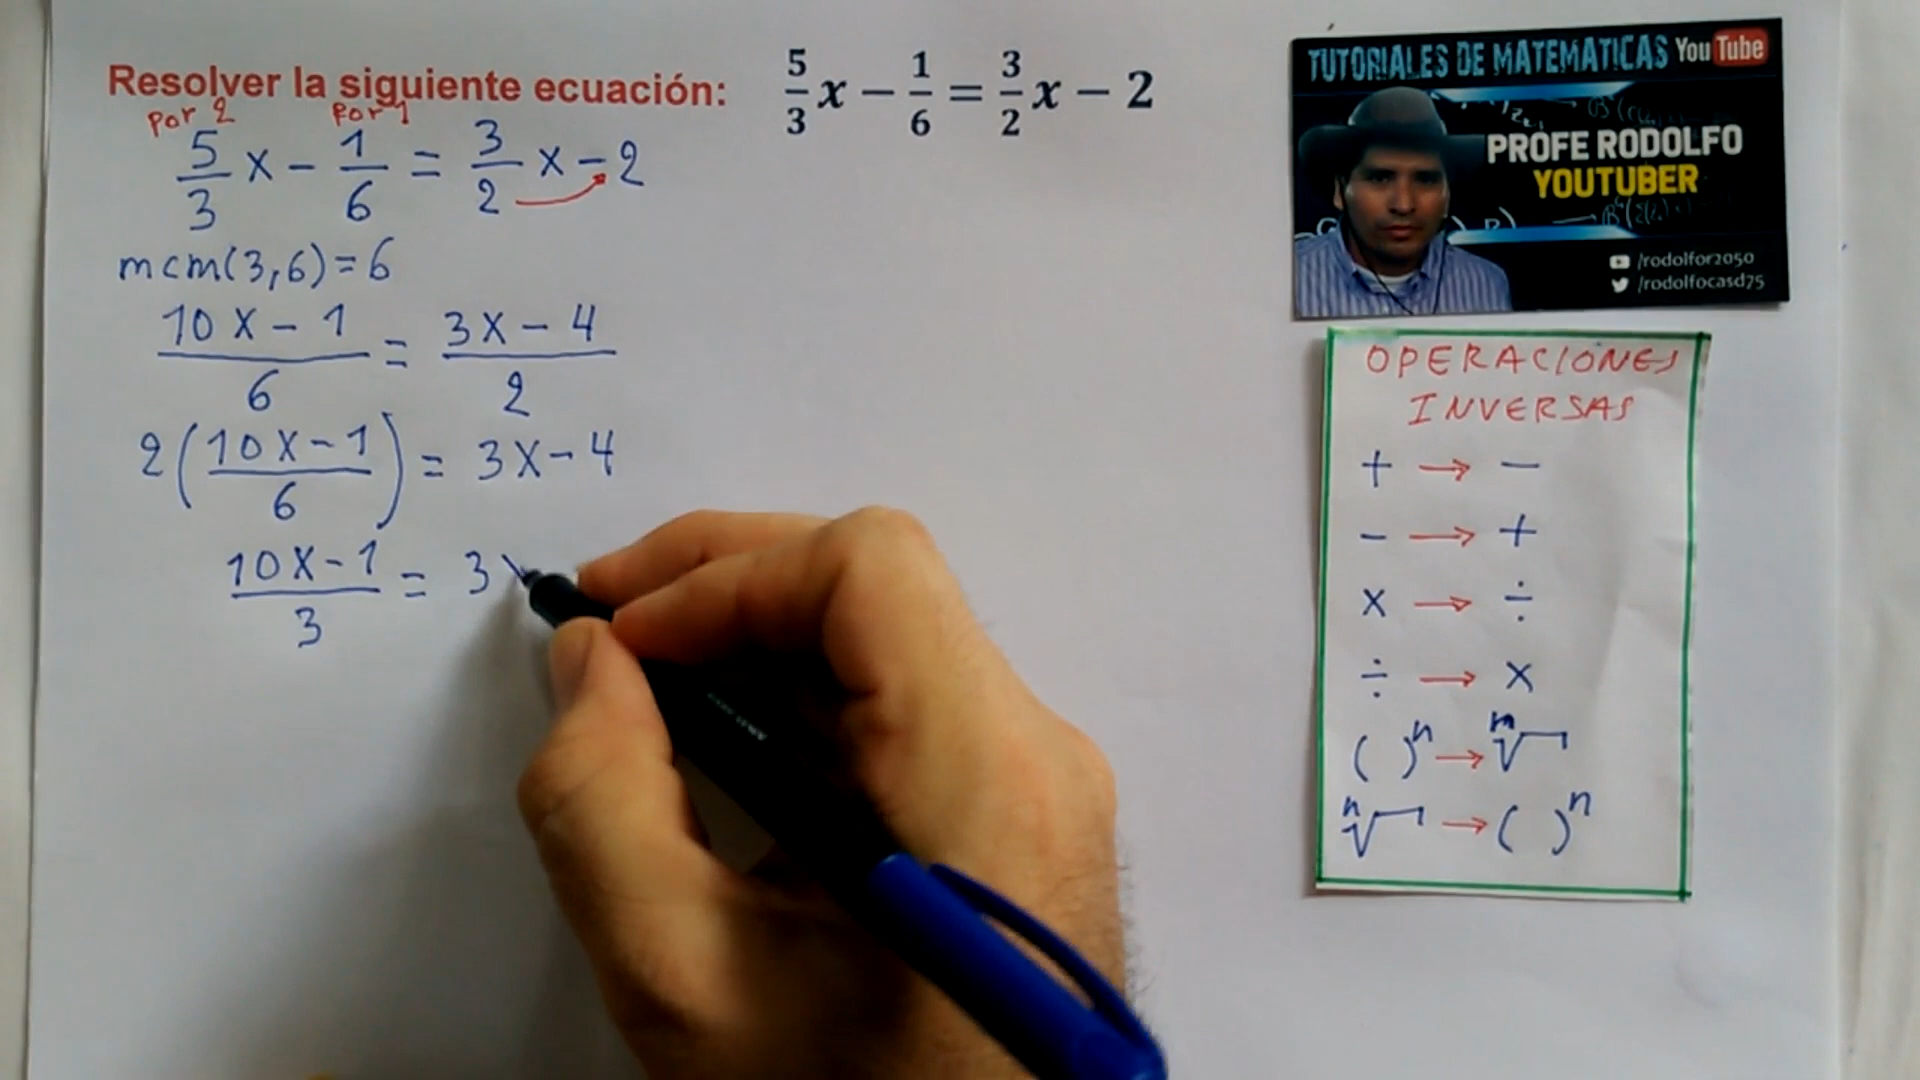 Resolver la siguiente ecuación: 5/3 x − 1/6 = 3/2 x − 2
por 2 por 1
5/3 x − 1/6 = 3/2 x − 2
mcm(3,6)=6
10x − 1 / 6 = 3x − 4 / 2
2(10x − 1 / 6) = 3x − 4
10x − 1 / 3 = 3x
TUTORIALES DE MATEMATICAS YouTube
PROFE RODOLFO
YOUTUBER
/rodolfor2050
/rodolfocasd75
OPERACIONES
INVERSAS
+ → −
− → +
x → ÷
÷ → x
( )ⁿ → ⁿ√
ⁿ√ → ( )ⁿ